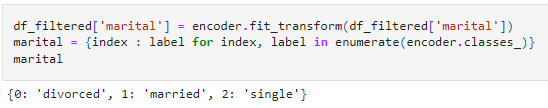 df_filtered['marital'] = encoder.fit_transform(df_filtered['marital'])
marital = {index : label for index, label in enumerate(encoder.classes_)}
marital
{0: 'divorced', 1: 'married', 2: 'single'}